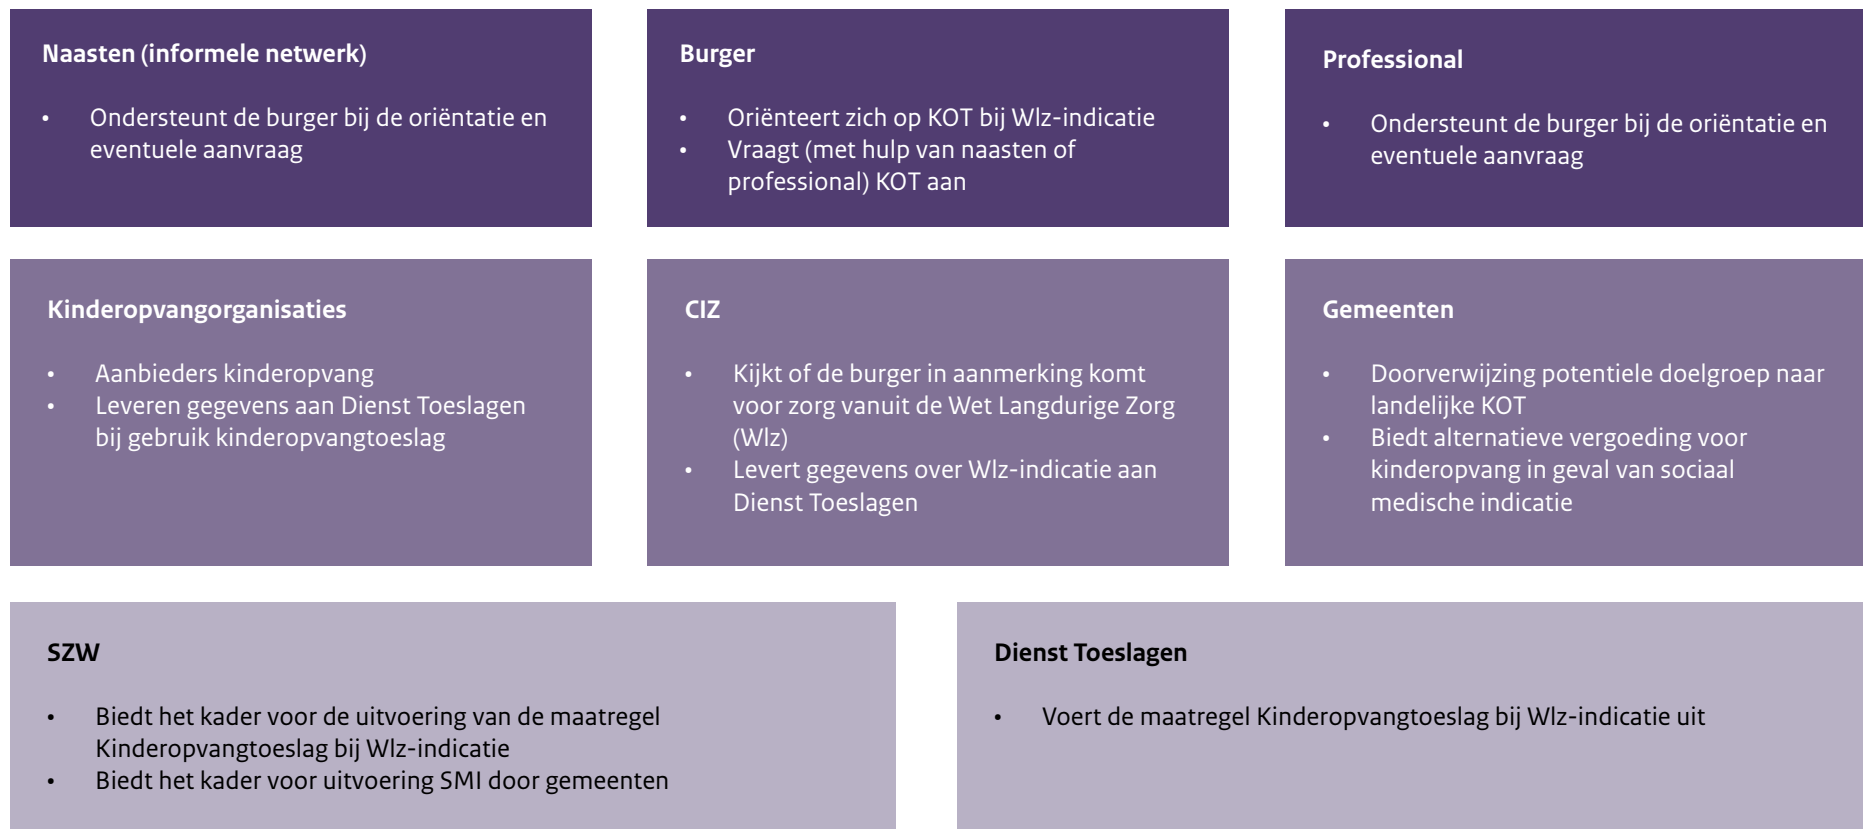 Naasten (informele netwerk)
• Ondersteunt de burger bij de oriëntatie en
eventuele aanvraag
Burger
• Oriënteert zich op KOT bij Wlz-indicatie
• Vraagt (met hulp van naasten of
professional) KOT aan
Professional
• Ondersteunt de burger bij de oriëntatie en
eventuele aanvraag
Kinderopvangorganisaties
• Aanbieders kinderopvang
• Leveren gegevens aan Dienst Toeslagen
bij gebruik kinderopvangtoeslag
CIZ
• Kijkt of de burger in aanmerking komt
voor zorg vanuit de Wet Langdurige Zorg
(Wlz)
• Levert gegevens over Wlz-indicatie aan
Dienst Toeslagen
Gemeenten
• Doorverwijzing potentiele doelgroep naar
landelijke KOT
• Biedt alternatieve vergoeding voor
kinderopvang in geval van sociaal
medische indicatie
SZW
• Biedt het kader voor de uitvoering van de maatregel
Kinderopvangtoeslag bij Wlz-indicatie
• Biedt het kader voor uitvoering SMI door gemeenten
Dienst Toeslagen
• Voert de maatregel Kinderopvangtoeslag bij Wlz-indicatie uit